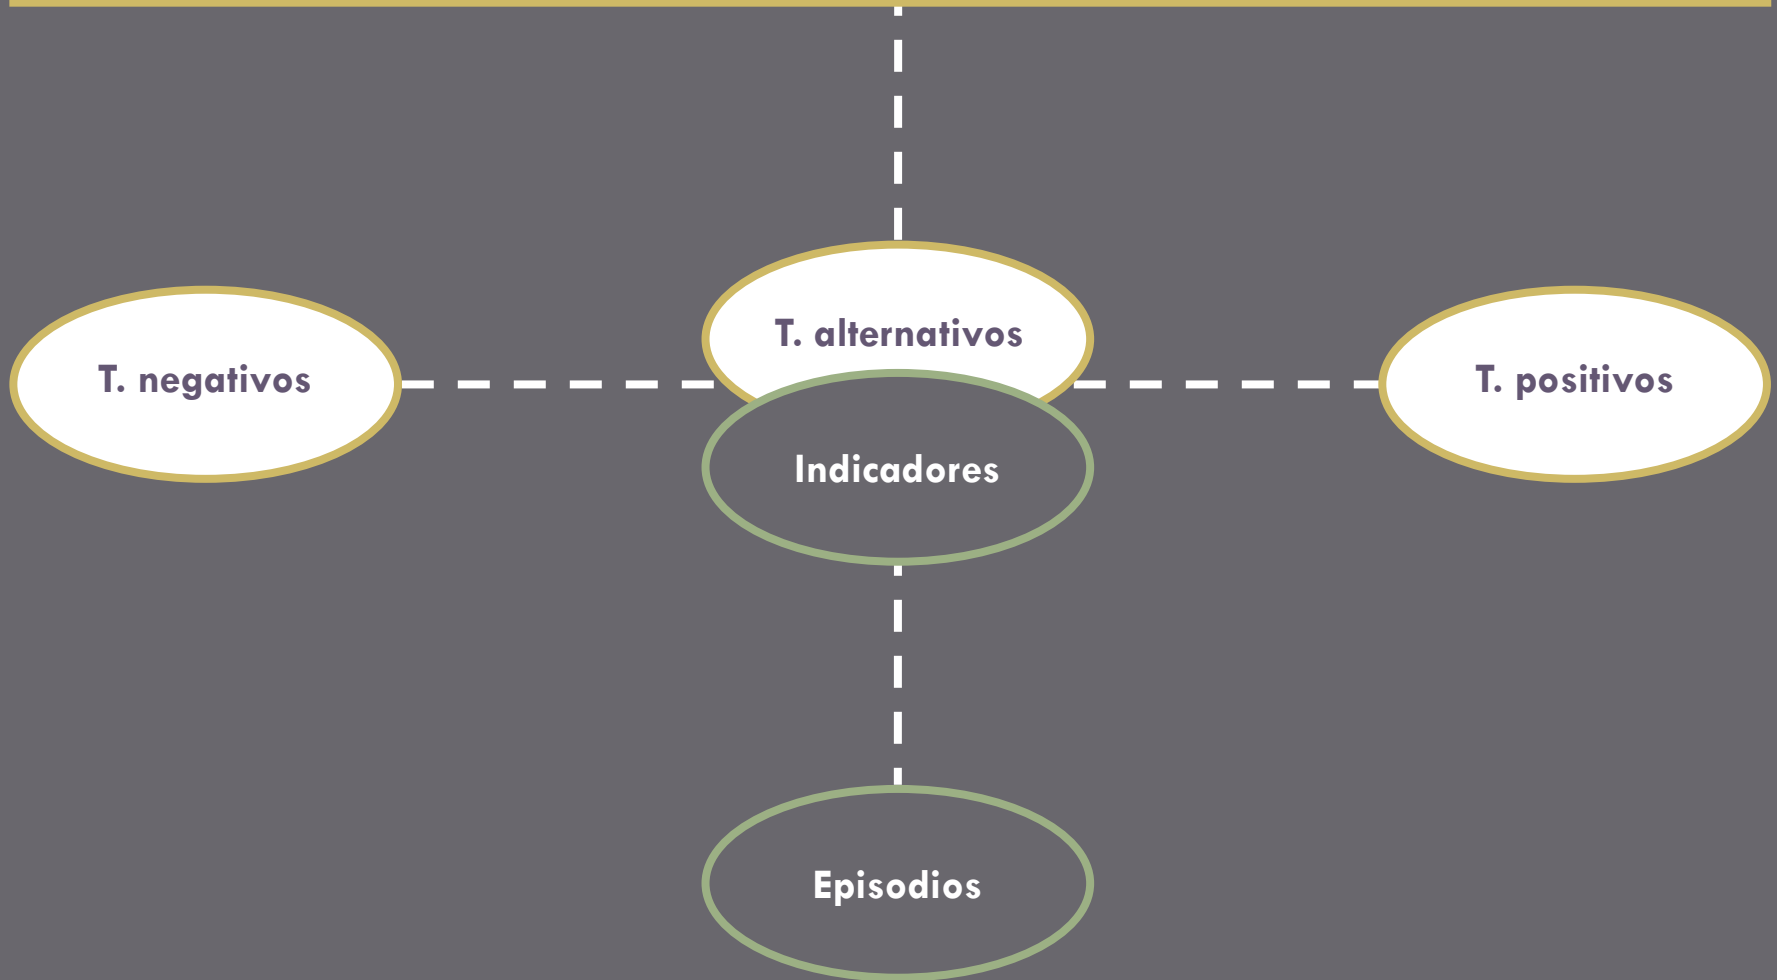 T. alternativos
T. negativos
T. positivos
Indicadores
Episodios